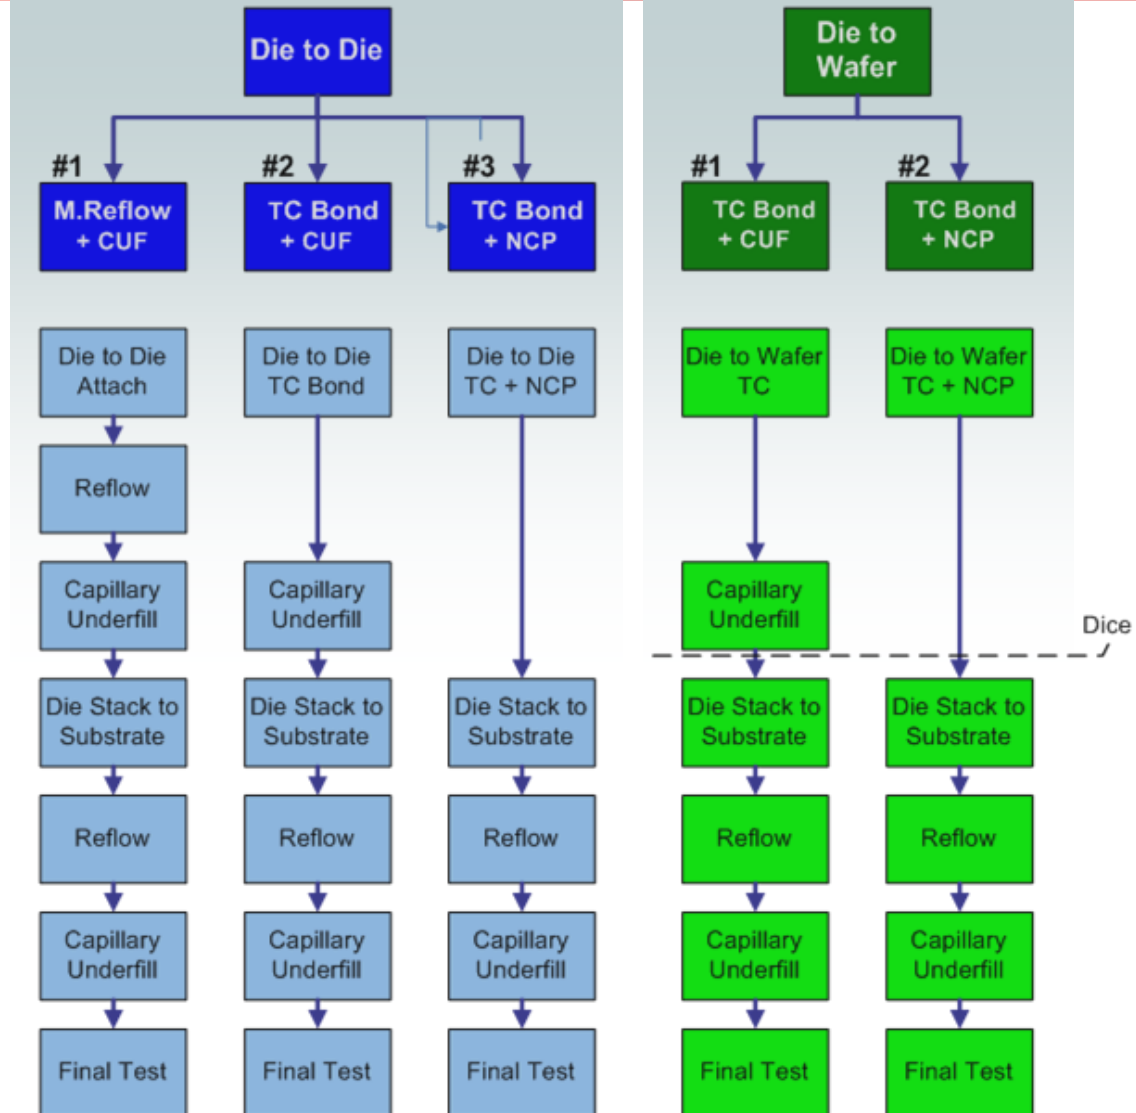 Die to Die
#1
#2
#3
M.Reflow
+ CUF
TC Bond
+ CUF
TC Bond
+ NCP
Die to Die
Attach
Die to Die
TC Bond
Die to Die
TC + NCP
Reflow
Capillary
Underfill
Capillary
Underfill
Die Stack to
Substrate
Die Stack to
Substrate
Die Stack to
Substrate
Reflow
Reflow
Reflow
Capillary
Underfill
Capillary
Underfill
Capillary
Underfill
Final Test
Final Test
Final Test
Die to
Wafer
#1
#2
TC Bond
+ CUF
TC Bond
+ NCP
Die to Wafer
TC
Die to Wafer
TC + NCP
Capillary
Underfill
Dice
Die Stack to
Substrate
Die Stack to
Substrate
Reflow
Reflow
Capillary
Underfill
Capillary
Underfill
Final Test
Final Test